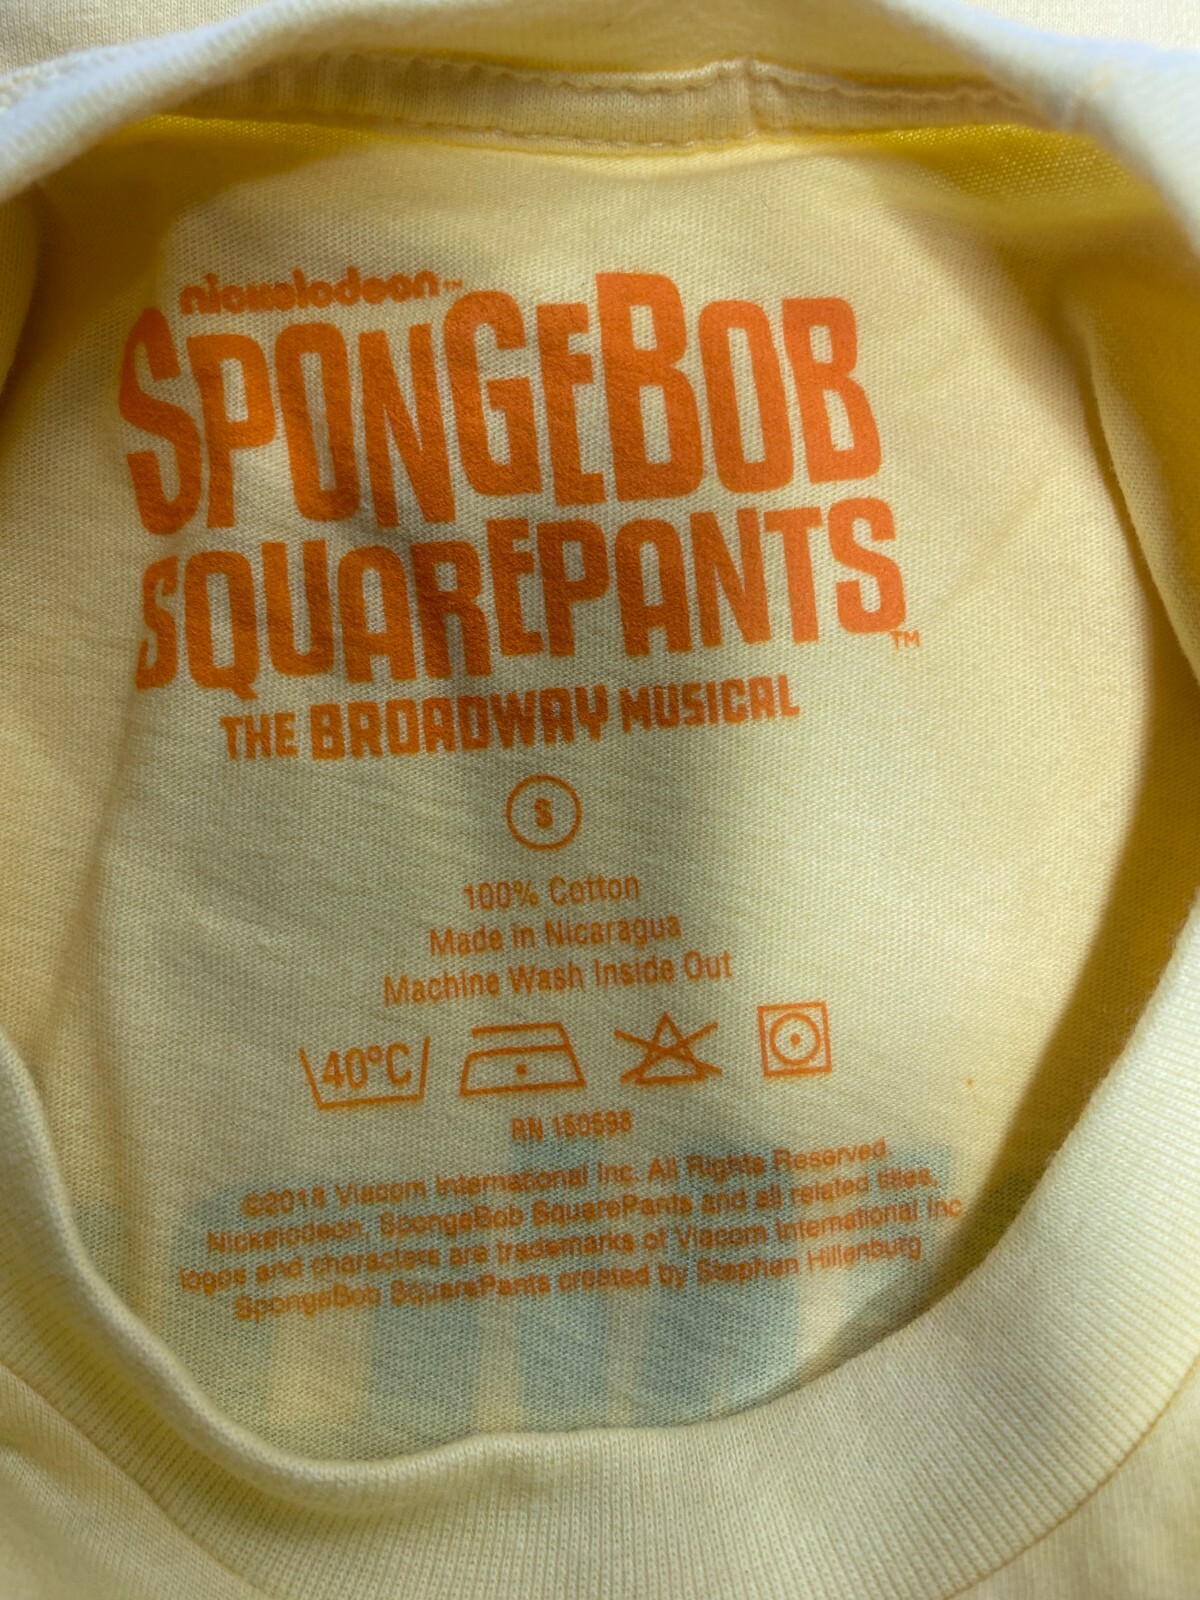 nickelodeon™
SPONGEBOB
SQUAREPANTS™
THE BROADWAY MUSICAL
S
100% Cotton
Made in Nicaragua
Machine Wash Inside Out
40°C
RN 150598
©2018 Viacom International Inc. All Rights Reserved.
Nickelodeon, SpongeBob SquarePants and all related titles,
logos and characters are trademarks of Viacom International Inc.
SpongeBob SquarePants created by Stephen Hillenburg